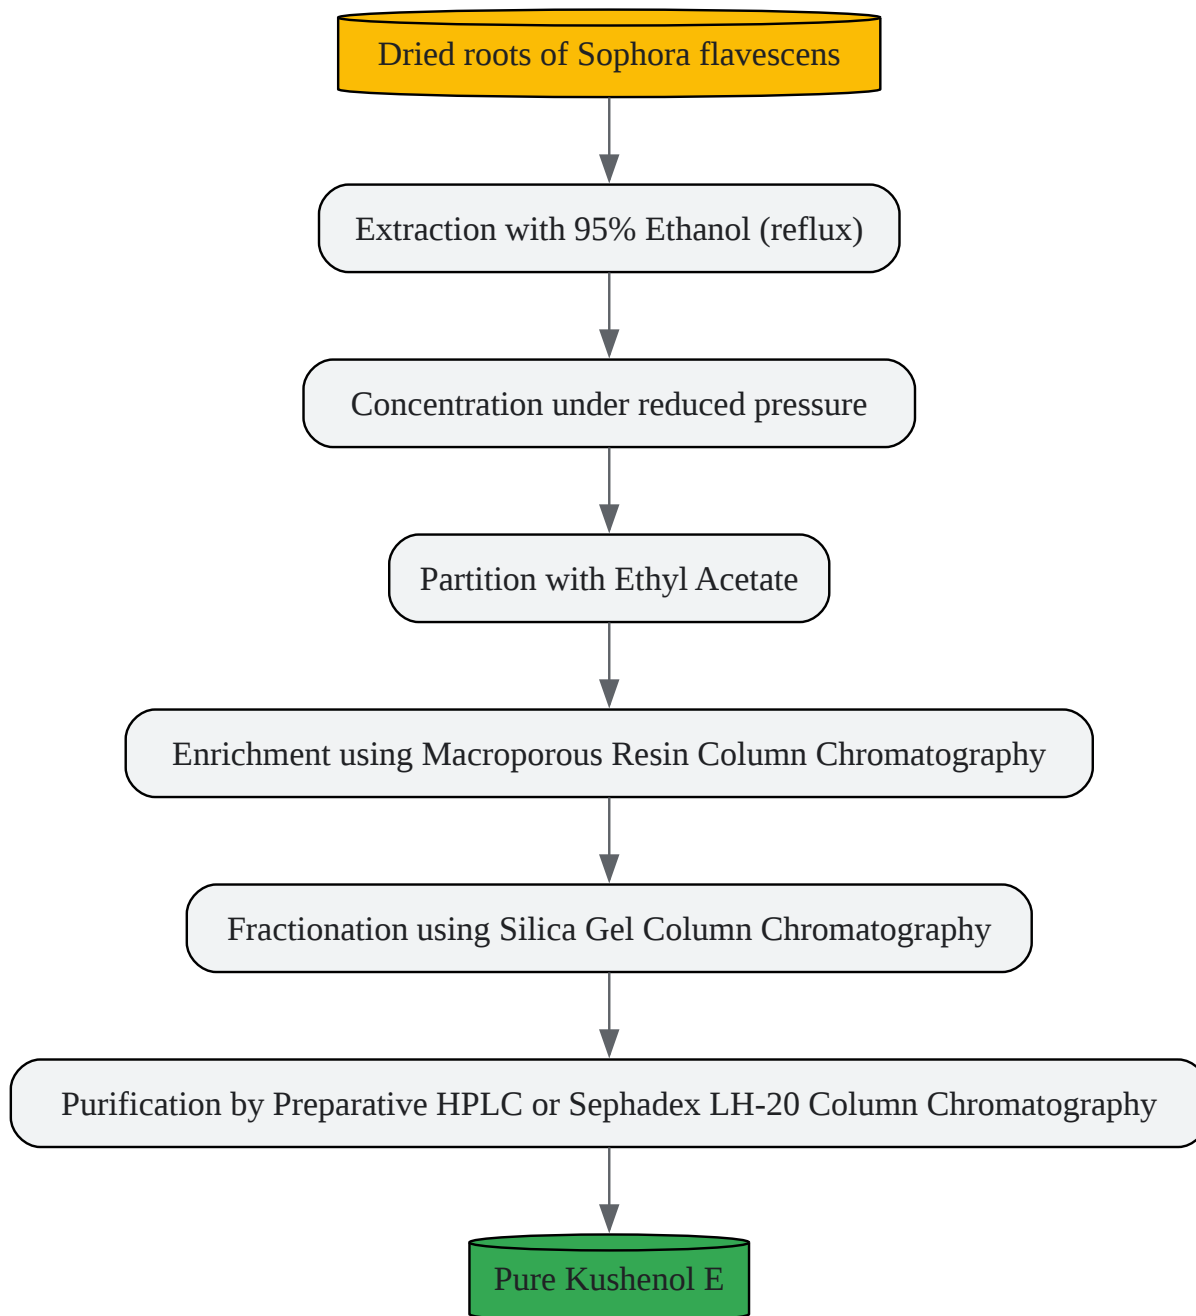 Dried roots of Sophora flavescens
Extraction with 95% Ethanol (reflux)
Concentration under reduced pressure
Partition with Ethyl Acetate
Enrichment using Macroporous Resin Column Chromatography
Fractionation using Silica Gel Column Chromatography
Purification by Preparative HPLC or Sephadex LH-20 Column Chromatography
Pure Kushenol E